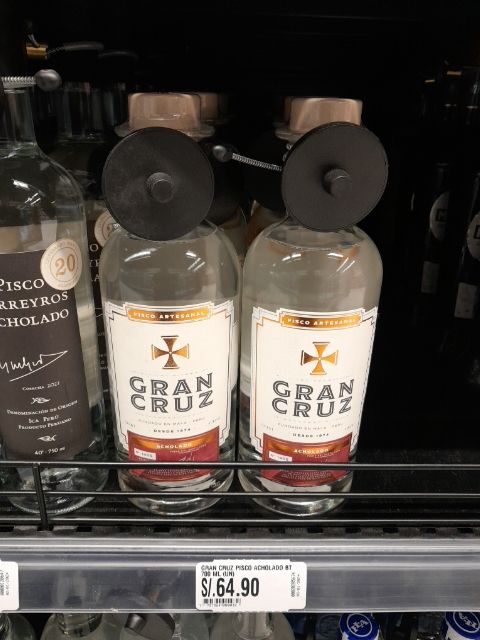 PISCO
RREYROS
CHOLADO
20
COSECHA 2021
DENOMINACIÓN DE ORIGEN
ICA PERÚ
PRODUCTO PERUANO
40° - 750 ml
PISCO ARTESANAL
GRAN
CRUZ
DESDE 1974
ACHOLADO
PISCO ARTESANAL
GRAN
CRUZ
DESDE 1974
ACHOLADO
GRAN CRUZ PISCO ACHOLADO BT
700 ML (UN)
S/.64.90